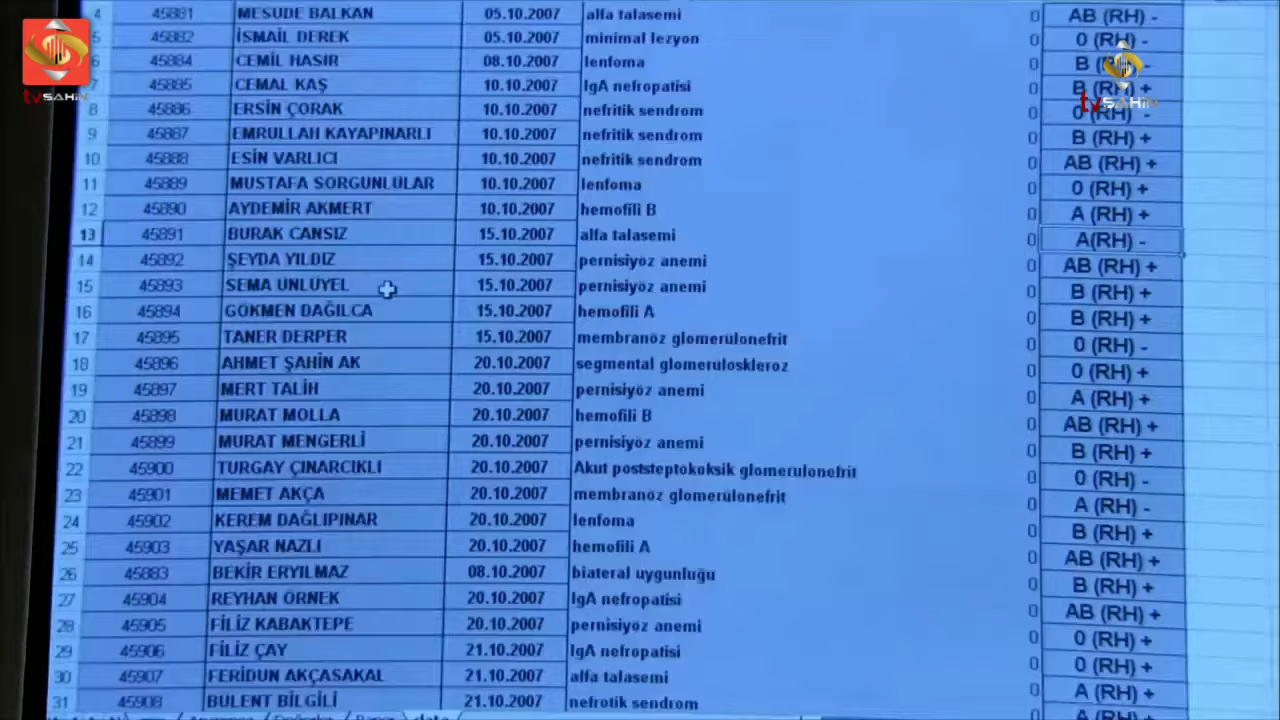 4 45881 MESUDE BALKAN 05.10.2007 alfa talasemi 0 AB (RH) -
5 45882 İSMAİL DEREK 05.10.2007 minimal lezyon 0 0 (RH) -
6 45884 CEMİL HASIR 08.10.2007 lenfoma 0 B (RH) -
7 45885 CEMAL KAŞ 10.10.2007 IgA nefropatisi 0 B (RH) +
8 45886 ERSİN ÇORAK 10.10.2007 nefritik sendrom 0 0 (RH) -
9 45887 EMRULLAH KAYAPINARLI 10.10.2007 nefritik sendrom 0 B (RH) +
10 45888 ESİN VARLICI 10.10.2007 nefritik sendrom 0 AB (RH) +
11 45889 MUSTAFA SORGUNLULAR 10.10.2007 lenfoma 0 0 (RH) +
12 45890 AYDEMİR AKMERT 10.10.2007 hemofili B 0 A (RH) +
13 45891 BURAK CANSIZ 15.10.2007 alfa talasemi 0 A(RH) -
14 45892 ŞEYDA YILDIZ 15.10.2007 pernisiyöz anemi 0 AB (RH) +
15 45893 SEMA ÜNLÜYEL 15.10.2007 pernisiyöz anemi 0 B (RH) +
16 45894 GÖKMEN DAĞILCA 15.10.2007 hemofili A 0 B (RH) +
17 45895 TANER DERPER 15.10.2007 membranöz glomerülonefrit 0 0 (RH) -
18 45896 AHMET ŞAHİN AK 20.10.2007 segmental glomerüloskleroz 0 0 (RH) +
19 45897 MERT TALİH 20.10.2007 pernisiyöz anemi 0 A (RH) +
20 45898 MURAT MOLLA 20.10.2007 hemofili B 0 AB (RH) +
21 45899 MURAT MENGERLİ 20.10.2007 pernisiyöz anemi 0 B (RH) +
22 45900 TURGAY ÇINARCIKLI 20.10.2007 Akut poststeptokoksik glomerülonefrit 0 0 (RH) -
23 45901 MEMET AKÇA 20.10.2007 membranöz glomerülonefrit 0 A (RH) -
24 45902 KEREM DAĞLIPINAR 20.10.2007 lenfoma 0 B (RH) +
25 45903 YAŞAR NAZLI 20.10.2007 hemofili A 0 AB (RH) +
26 45883 BEKİR ERYILMAZ 08.10.2007 biateral uygunluğu 0 B (RH) +
27 45904 REYHAN ÖRNEK 20.10.2007 IgA nefropatisi 0 AB (RH) +
28 45905 FİLİZ KABAKTEPE 20.10.2007 pernisiyöz anemi 0 0 (RH) +
29 45906 FİLİZ ÇAY 21.10.2007 IgA nefropatisi 0 0 (RH) +
30 45907 FERİDUN AKÇASAKAL 21.10.2007 alfa talasemi 0 A (RH) +
31 45908 BÜLENT BİLGİLİ 21.10.2007 nefrotik sendrom 0 A (RH) +
tv SAHiN
tv SAHiN